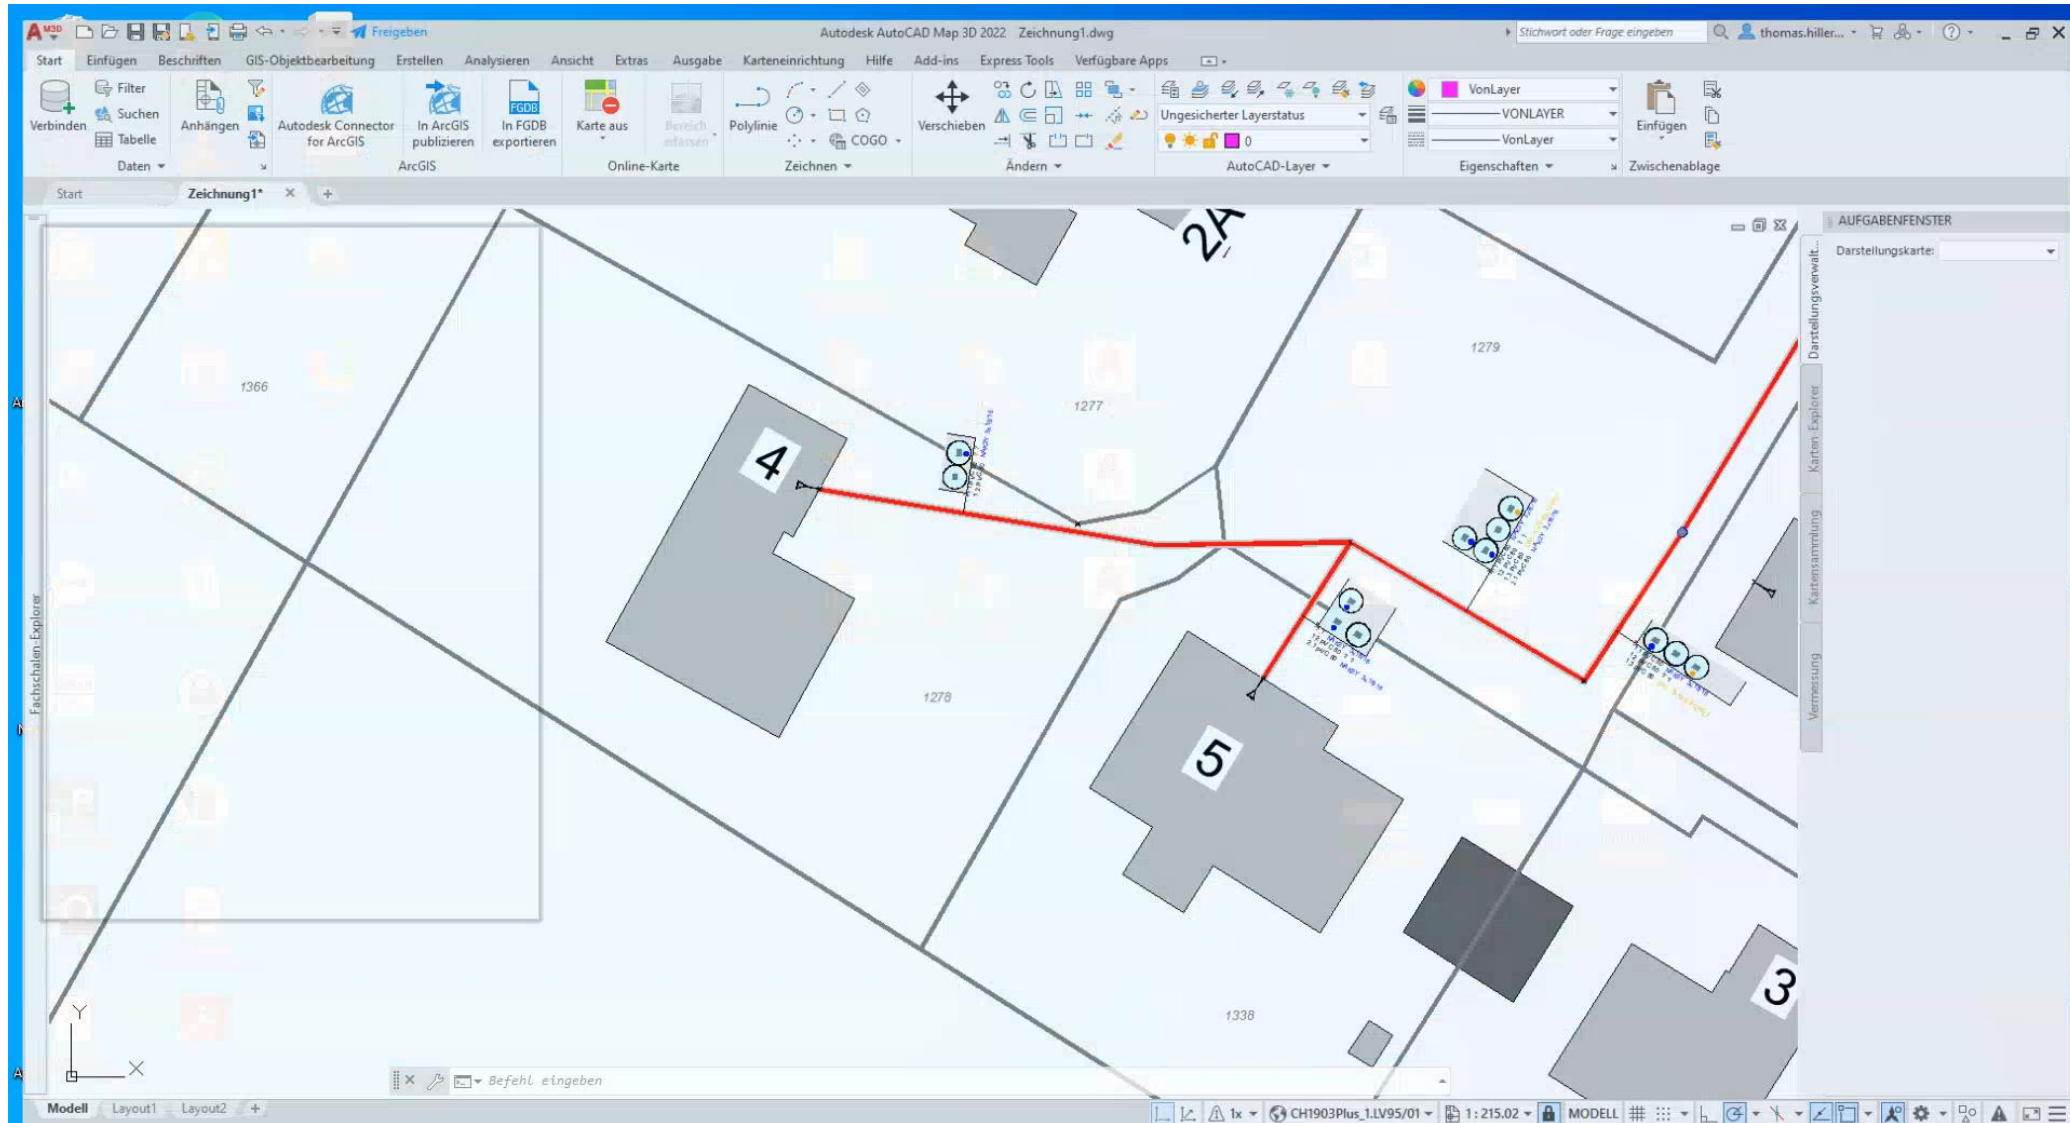 M3D
Freigeben
Autodesk AutoCAD Map 3D 2022 Zeichnung1.dwg
Stichwort oder Frage eingeben
thomas.hiller...
Start Einfügen Beschriften GIS-Objektbearbeitung Erstellen Analysieren Ansicht Extras Ausgabe Karteneinrichtung Hilfe Add-ins Express Tools Verfügbare Apps
Verbinden
Filter
Suchen
Tabelle
Daten
Anhängen
Autodesk Connector
for ArcGIS
In ArcGIS
publizieren
FGDB
In FGDB
exportieren
ArcGIS
Karte aus
Bereich
erfassen
Online-Karte
Polylinie
COGO
Zeichnen
Verschieben
Ändern
Ungesicherter Layerstatus
0
AutoCAD-Layer
VonLayer
VONLAYER
VonLayer
Eigenschaften
Einfügen
Zwischenablage
Start
Zeichnung1*
AUFGABENFENSTER
Darstellungskarte:
Darstellungsverwalt...
Karten-Explorer
Kartensammlung
Vermessung
Fachschalen-Explorer
2A
1279
1366
1277
4
1278
5
3
1338
Y
X
Befehl eingeben
Modell Layout1 Layout2
1x
CH1903Plus_1.LV95/01
1:215.02
MODELL